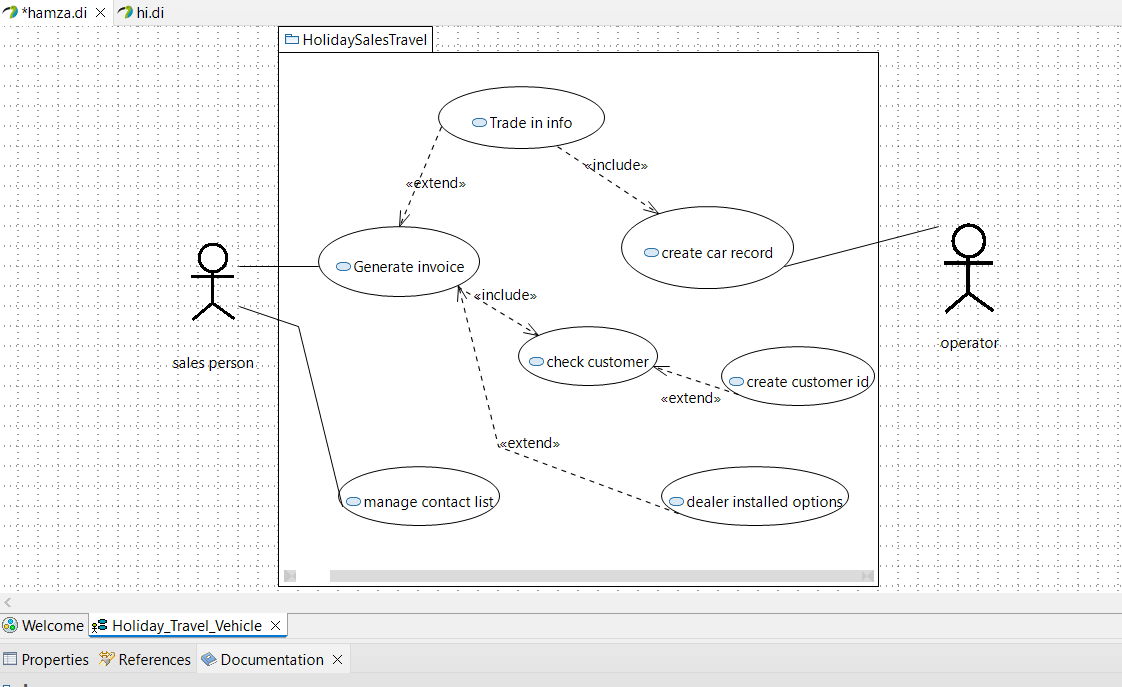 *hamza.di
hi.di
HolidaySalesTravel
Trade in info
«include»
«extend»
create car record
Generate invoice
«include»
operator
check customer
sales person
create customer id
«extend»
«extend»
manage contact list
dealer installed options
Welcome
Holiday_Travel_Vehicle
Properties
References
Documentation